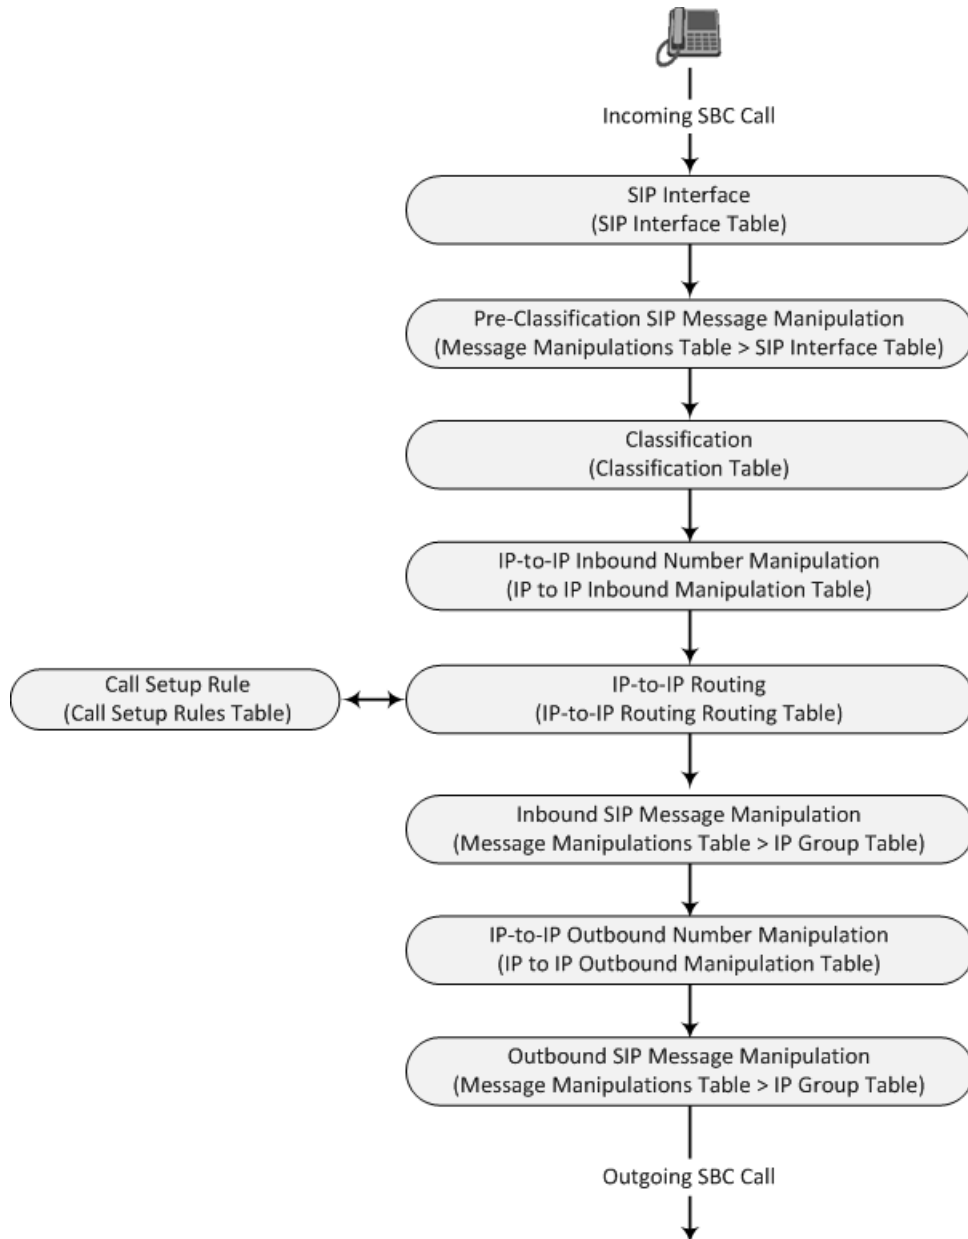 Incoming SBC Call
SIP Interface
(SIP Interface Table)
Pre-Classification SIP Message Manipulation
(Message Manipulations Table > SIP Interface Table)
Classification
(Classification Table)
IP-to-IP Inbound Number Manipulation
(IP to IP Inbound Manipulation Table)
Call Setup Rule
(Call Setup Rules Table)
IP-to-IP Routing
(IP-to-IP Routing Routing Table)
Inbound SIP Message Manipulation
(Message Manipulations Table > IP Group Table)
IP-to-IP Outbound Number Manipulation
(IP to IP Outbound Manipulation Table)
Outbound SIP Message Manipulation
(Message Manipulations Table > IP Group Table)
Outgoing SBC Call